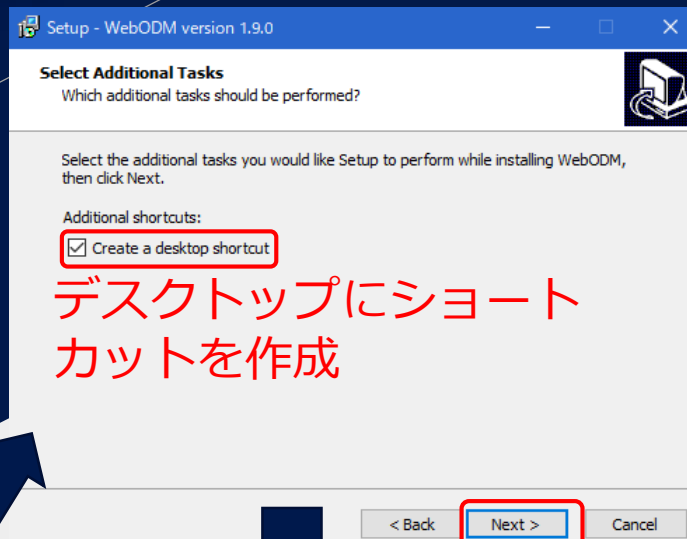 Setup - WebODM version 1.9.0
Select Additional Tasks
Which additional tasks should be performed?
Select the additional tasks you would like Setup to perform while installing WebODM,
then click Next.
Additional shortcuts:
Create a desktop shortcut
デスクトップにショート
カットを作成
< Back Next > Cancel